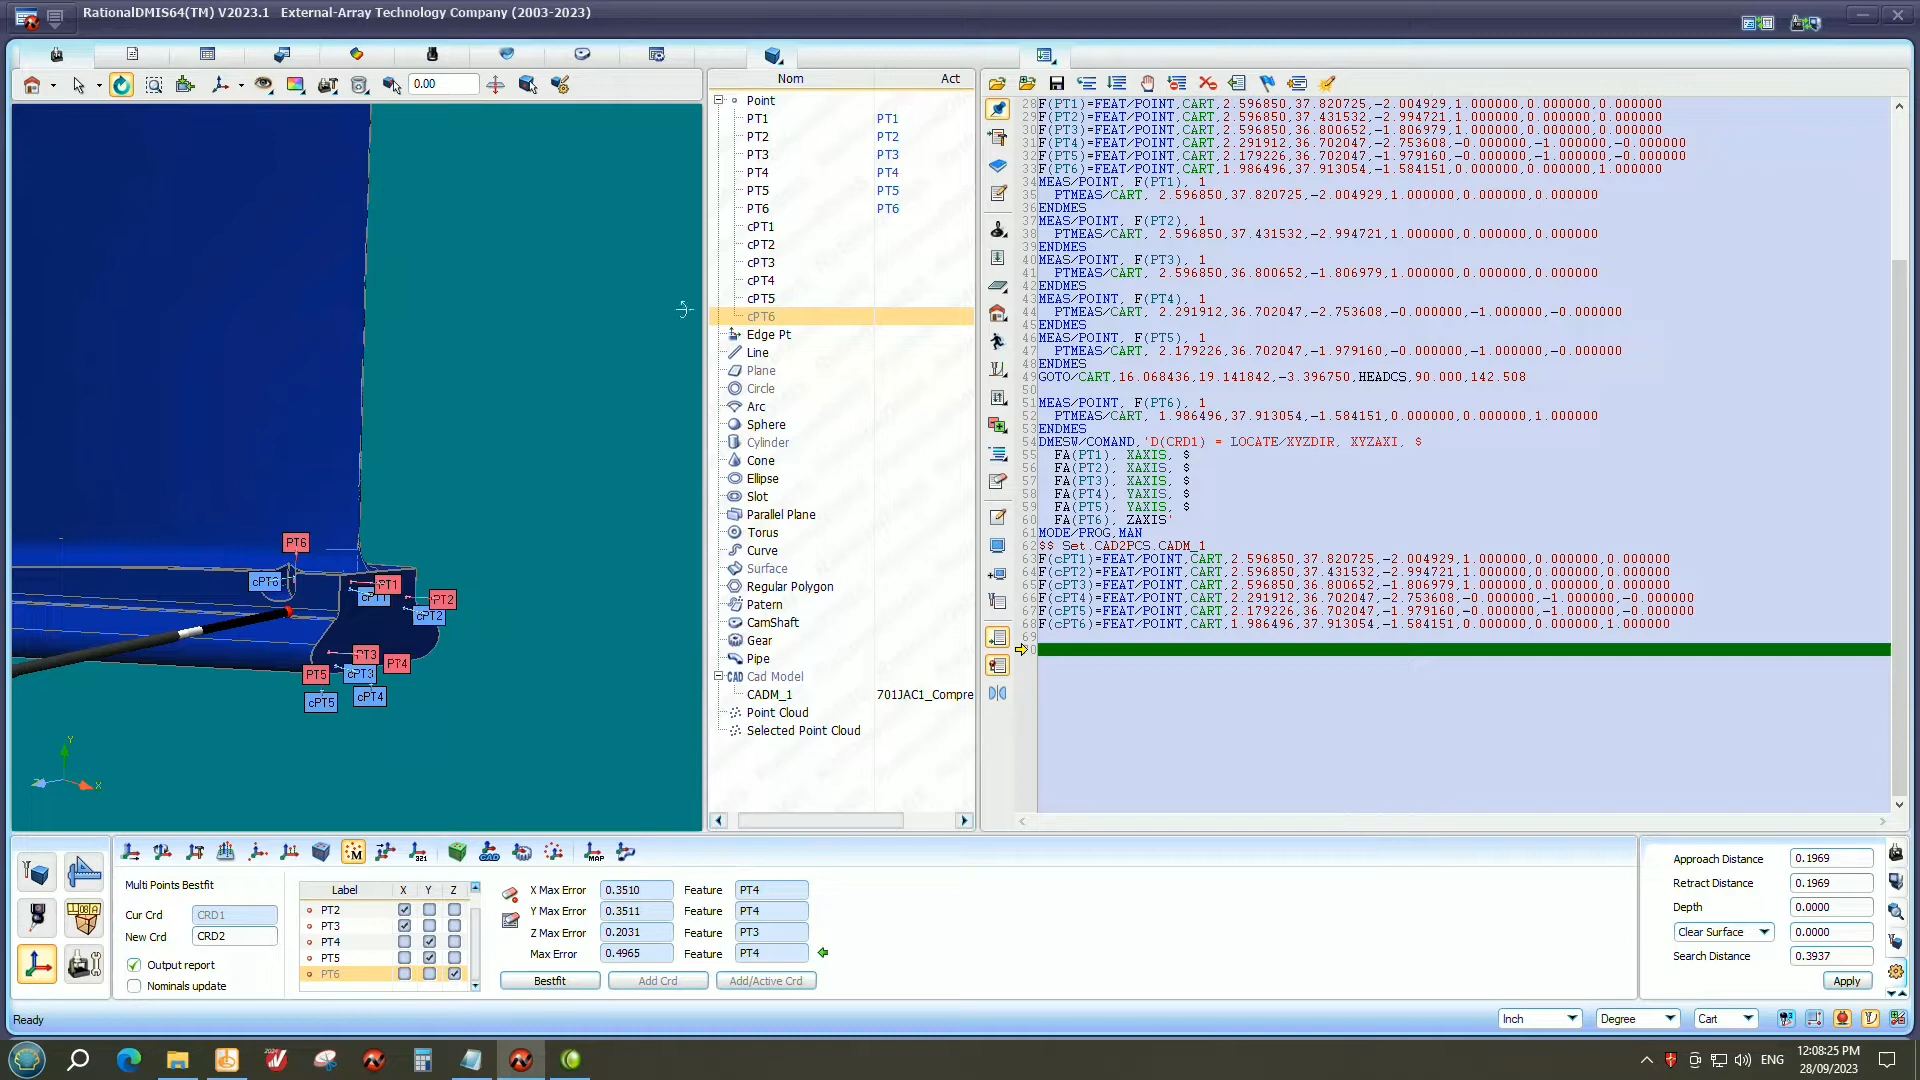 RationalDMIS64(TM) V2023.1   External-Array Technology Company (2003-2023)
0.00
Nom Act
Point
PT1 PT1
PT2 PT2
PT3 PT3
PT4 PT4
PT5 PT5
PT6 PT6
cPT1
cPT2
cPT3
cPT4
cPT5
cPT6
Edge Pt
Line
Plane
Circle
Arc
Sphere
Cylinder
Cone
Ellipse
Slot
Parallel Plane
Torus
Curve
Surface
Regular Polygon
Patern
CamShaft
Gear
Pipe
CAD Cad Model
CADM_1 701JAC1_Compre
Point Cloud
Selected Point Cloud
28 F(PT1)=FEAT/POINT,CART,2.596850,37.820725,-2.004929,1.000000,0.000000,0.000000
29 F(PT2)=FEAT/POINT,CART,2.596850,37.431532,-2.994721,1.000000,0.000000,0.000000
30 F(PT3)=FEAT/POINT,CART,2.596850,36.800652,-1.806979,1.000000,0.000000,0.000000
31 F(PT4)=FEAT/POINT,CART,2.291912,36.702047,-2.753608,-0.000000,-1.000000,-0.000000
32 F(PT5)=FEAT/POINT,CART,2.179226,36.702047,-1.979160,-0.000000,-1.000000,-0.000000
33 F(PT6)=FEAT/POINT,CART,1.986496,37.913054,-1.584151,0.000000,0.000000,1.000000
34 MEAS/POINT, F(PT1), 1
35 PTMEAS/CART, 2.596850,37.820725,-2.004929,1.000000,0.000000,0.000000
36 ENDMES
37 MEAS/POINT, F(PT2), 1
38 PTMEAS/CART, 2.596850,37.431532,-2.994721,1.000000,0.000000,0.000000
39 ENDMES
40 MEAS/POINT, F(PT3), 1
41 PTMEAS/CART, 2.596850,36.800652,-1.806979,1.000000,0.000000,0.000000
42 ENDMES
43 MEAS/POINT, F(PT4), 1
44 PTMEAS/CART, 2.291912,36.702047,-2.753608,-0.000000,-1.000000,-0.000000
45 ENDMES
46 MEAS/POINT, F(PT5), 1
47 PTMEAS/CART, 2.179226,36.702047,-1.979160,-0.000000,-1.000000,-0.000000
48 ENDMES
49 GOTO/CART,16.068436,19.141842,-3.396750,HEADCS,90.000,142.508
50
51 MEAS/POINT, F(PT6), 1
52 PTMEAS/CART, 1.986496,37.913054,-1.584151,0.000000,0.000000,1.000000
53 ENDMES
54 DMESW/COMAND,'D(CRD1) = LOCATE/XYZDIR, XYZAXI, $
55 FA(PT1), XAXIS, $
56 FA(PT2), XAXIS, $
57 FA(PT3), XAXIS, $
58 FA(PT4), YAXIS, $
59 FA(PT5), YAXIS, $
60 FA(PT6), ZAXIS'
61 MODE/PROG,MAN
62 $$ Set.CAD2PCS.CADM_1
63 F(cPT1)=FEAT/POINT,CART,2.596850,37.820725,-2.004929,1.000000,0.000000,0.000000
64 F(cPT2)=FEAT/POINT,CART,2.596850,37.431532,-2.994721,1.000000,0.000000,0.000000
65 F(cPT3)=FEAT/POINT,CART,2.596850,36.800652,-1.806979,1.000000,0.000000,0.000000
66 F(cPT4)=FEAT/POINT,CART,2.291912,36.702047,-2.753608,-0.000000,-1.000000,-0.000000
67 F(cPT5)=FEAT/POINT,CART,2.179226,36.702047,-1.979160,-0.000000,-1.000000,-0.000000
68 F(cPT6)=FEAT/POINT,CART,1.986496,37.913054,-1.584151,0.000000,0.000000,1.000000
69
0
PT6
cPT6
PT1
PT2
cPT2
PT3
PT4
PT5
cPT3
cPT5
cPT4
Y
X
Multi Points Bestfit
Cur Crd CRD1
New Crd CRD2
Output report
Nominals update
Label X Y Z
PT2
PT3
PT4
PT5
PT6
X Max Error 0.3510 Feature PT4
Y Max Error 0.3511 Feature PT4
Z Max Error 0.2031 Feature PT3
Max Error 0.4965 Feature PT4
Bestfit Add Crd Add/Active Crd
Approach Distance 0.1969
Retract Distance 0.1969
Depth 0.0000
Clear Surface 0.0000
Search Distance 0.3937
Apply
Ready
Inch Degree Cart
ENG
12:08:25 PM
28/09/2023